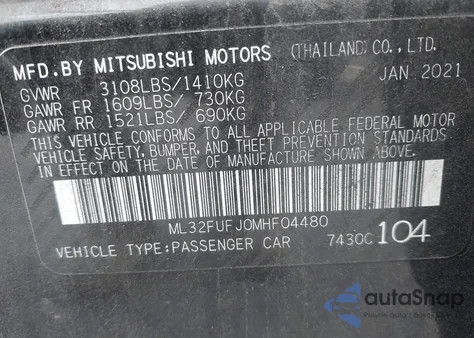 MFD.BY MITSUBISHI MOTORS (THAILAND)CO.,LTD.
GVWR 3108LBS/1410KG JAN 2021
GAWR FR 1609LBS/ 730KG
GAWR RR 1521LBS/ 690KG
THIS VEHICLE CONFORMS TO ALL APPLICABLE FEDERAL MOTOR
VEHICLE SAFETY, BUMPER, AND THEFT PREVENTION STANDARDS
IN EFFECT ON THE DATE OF MANUFACTURE SHOWN ABOVE.
ML32FUFJ0MHF04480
VEHICLE TYPE:PASSENGER CAR 7430C 104
autoSnap